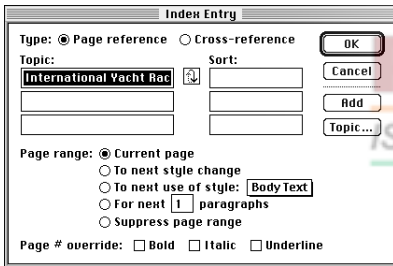 Index Entry
Type: Page reference Cross-reference
OK
Topic: Sort:
International Yacht Rac
Cancel
Add
Topic...
Page range: Current page
To next style change
To next use of style: Body Text
For next 1 paragraphs
Suppress page range
Page # override: Bold Italic Underline